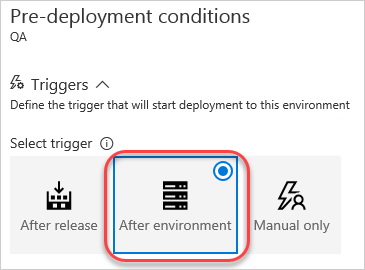 Pre-deployment conditions
QA
Triggers
Define the trigger that will start deployment to this environment
Select trigger
After release
After environment
Manual only